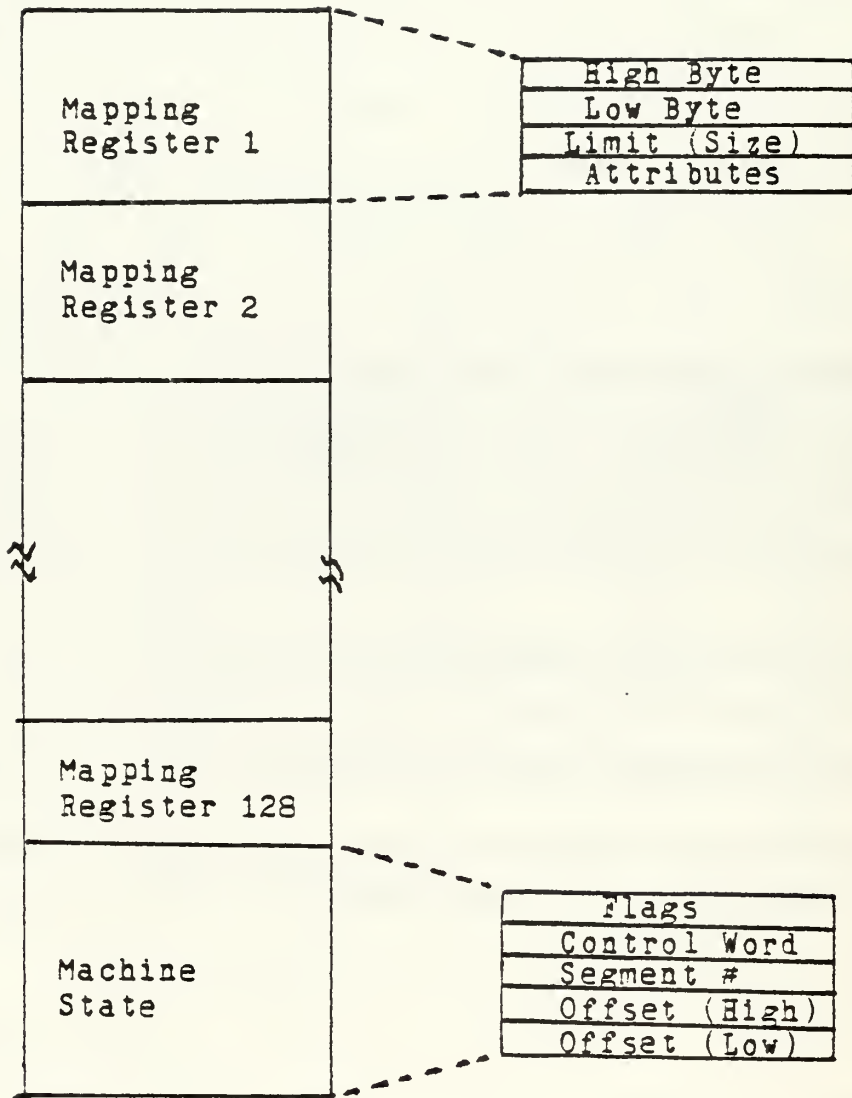 Mapping
Register 1
High Byte
Low Byte
Limit (Size)
Attributes
Mapping
Register 2
Mapping
Register 128
Machine
State
Flags
Control Word
Segment #
Offset (High)
Offset (Low)